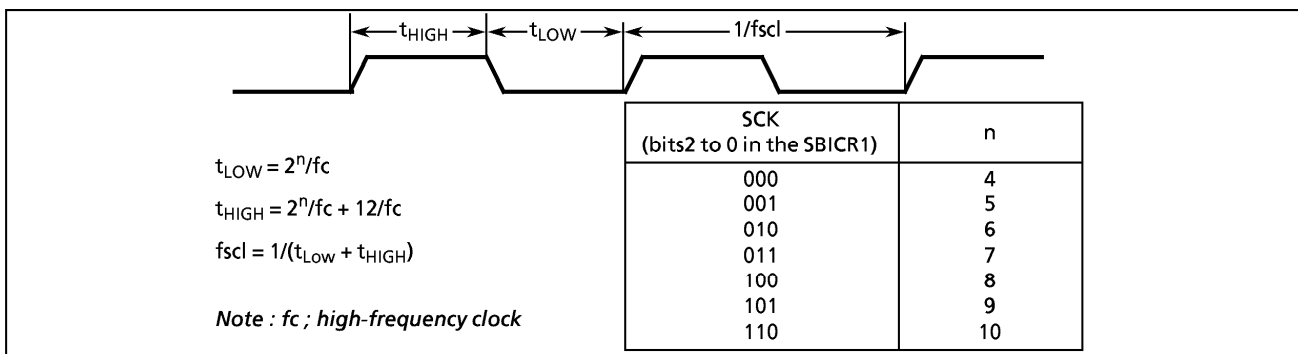 tHIGH tLOW 1/fscl
tLOW = 2ⁿ/fc
tHIGH = 2ⁿ/fc + 12/fc
fscl = 1/(tLow + tHIGH)
Note : fc ; high-frequency clock
SCK
(bits2 to 0 in the SBICR1) n
000 4
001 5
010 6
011 7
100 8
101 9
110 10